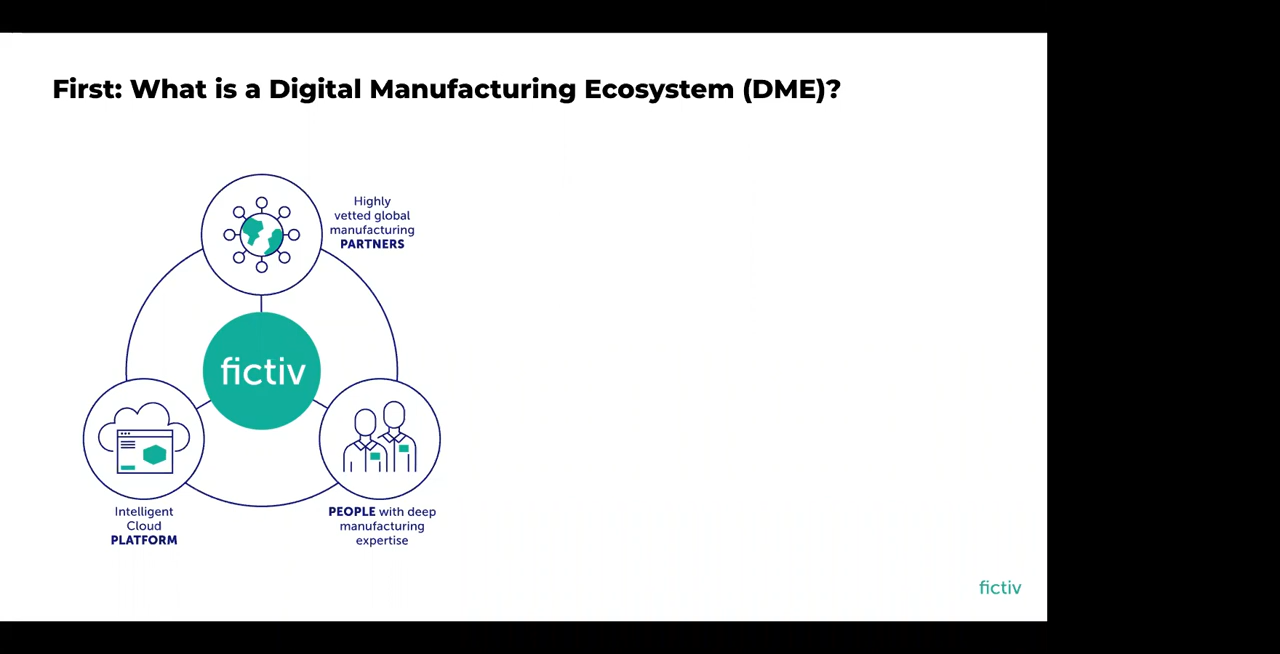 First: What is a Digital Manufacturing Ecosystem (DME)?
Highly
vetted global
manufacturing
PARTNERS
fictiv
Intelligent
Cloud
PLATFORM
PEOPLE with deep
manufacturing
expertise
fictiv